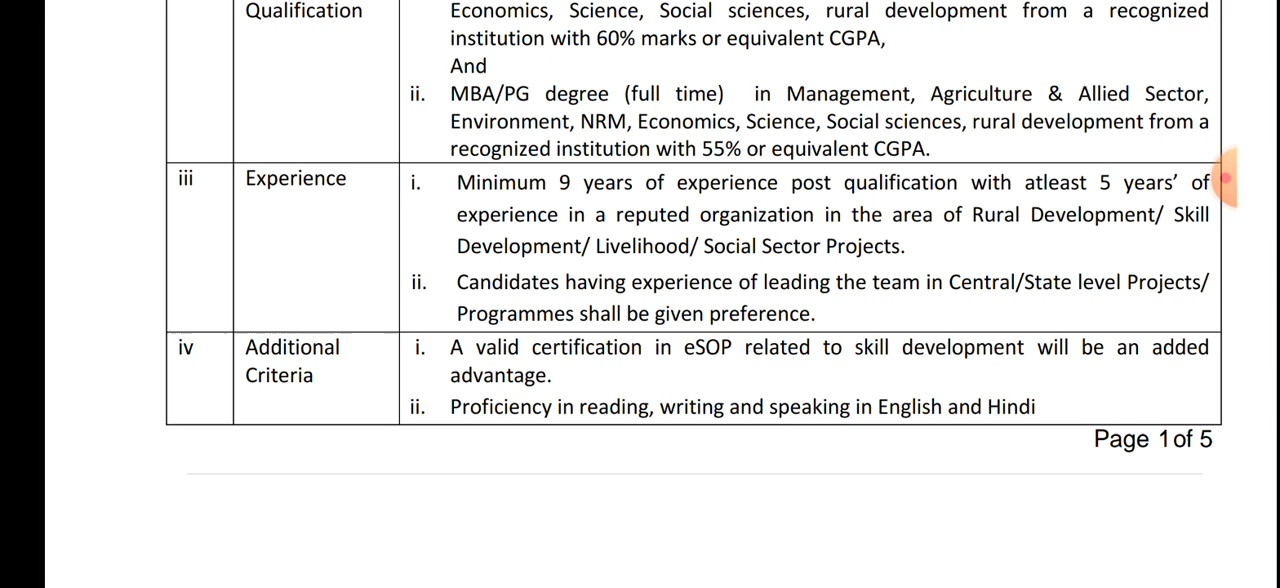 Qualification
Economics, Science, Social sciences, rural development from a recognized
institution with 60% marks or equivalent CGPA,
And
ii. MBA/PG degree (full time) in Management, Agriculture & Allied Sector,
Environment, NRM, Economics, Science, Social sciences, rural development from a
recognized institution with 55% or equivalent CGPA.
iii Experience i. Minimum 9 years of experience post qualification with atleast 5 years’ of
experience in a reputed organization in the area of Rural Development/ Skill
Development/ Livelihood/ Social Sector Projects.
ii. Candidates having experience of leading the team in Central/State level Projects/
Programmes shall be given preference.
iv Additional Criteria i. A valid certification in eSOP related to skill development will be an added
advantage.
ii. Proficiency in reading, writing and speaking in English and Hindi
Page 1 of 5